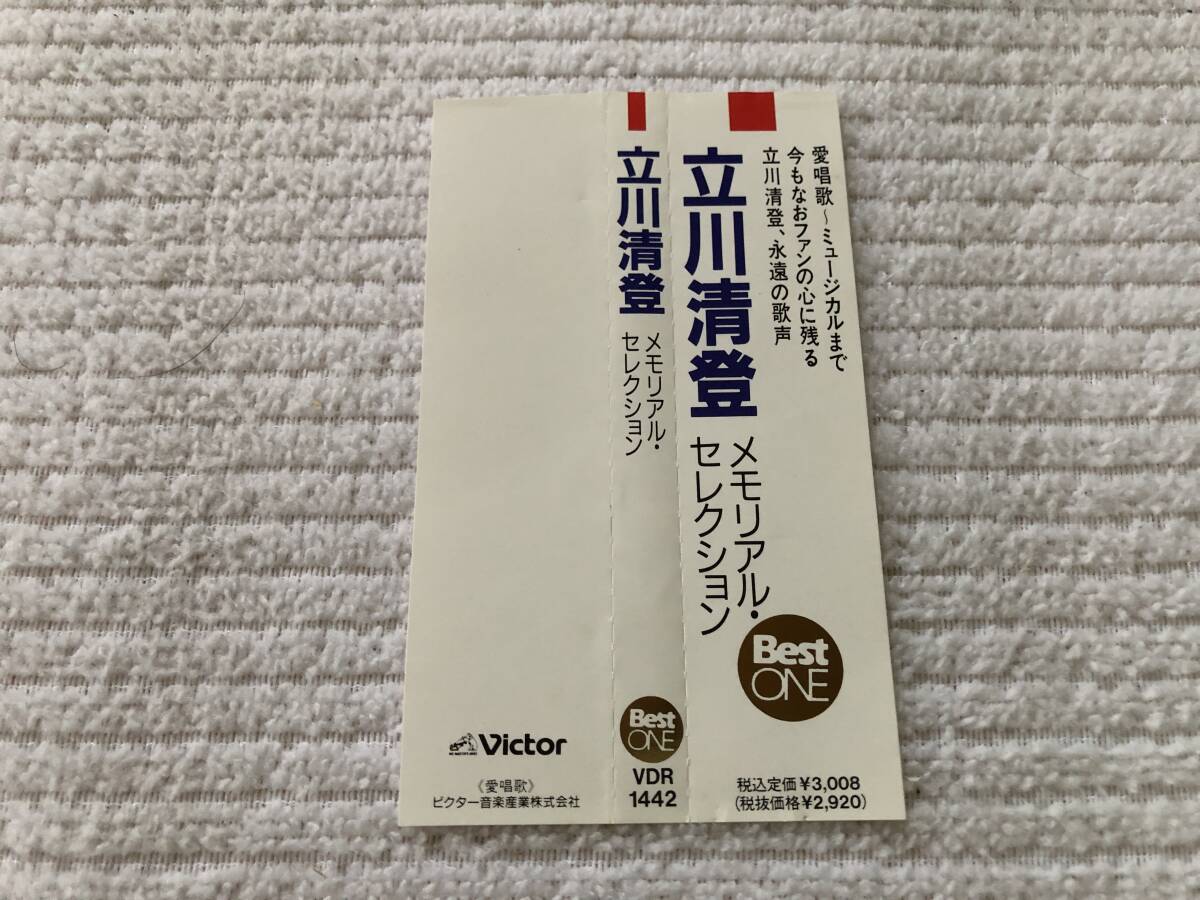 愛唱歌~ミュージカルまで
今もなおファンの心に残る
立川清登、永遠の歌声
立川清登
メモリアル・
セレクション
Best
ONE
税込定価¥3,008
(税抜価格¥2,920)
立川清登
メモリアル・
セレクション
Best
ONE
VDR
1442
Victor
《愛唱歌》
ビクター音楽産業株式会社